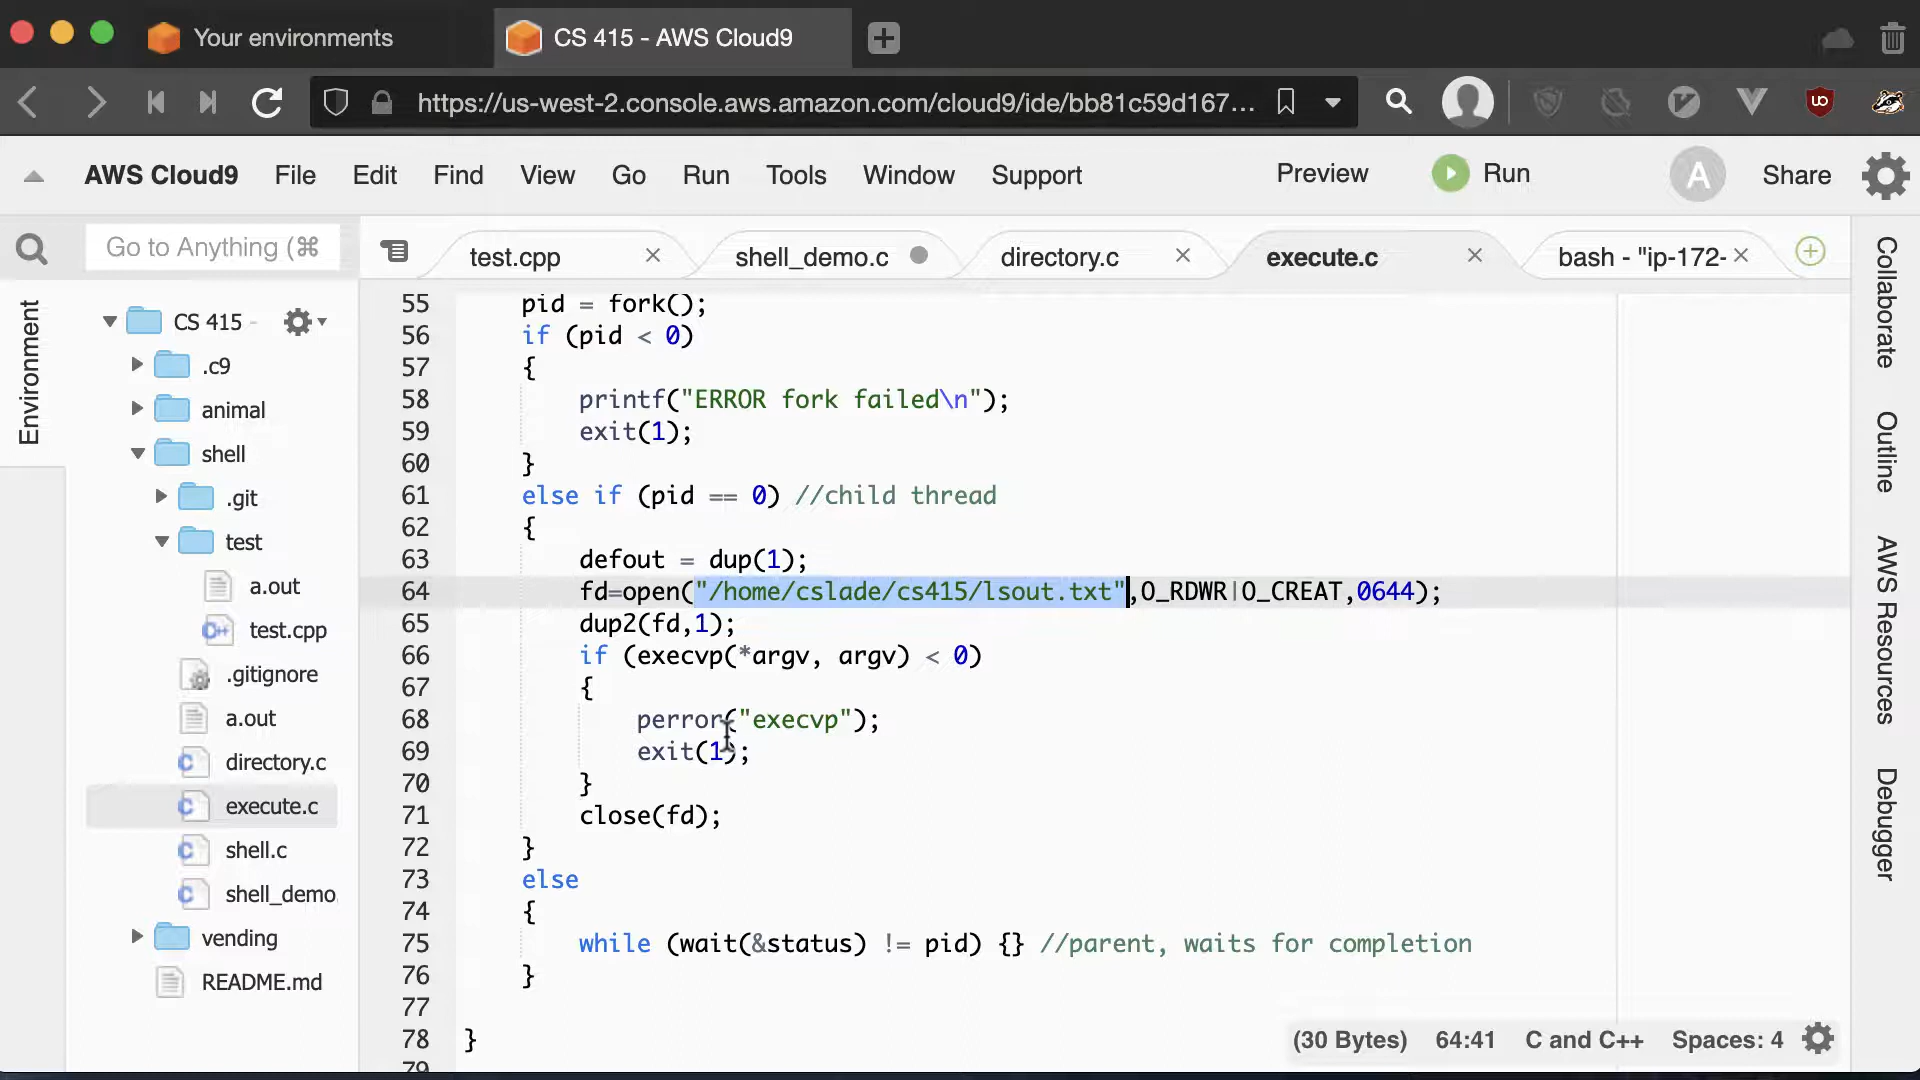 Your environments
CS 415 - AWS Cloud9
https://us-west-2.console.aws.amazon.com/cloud9/ide/bb81c59d167...
AWS Cloud9 File Edit Find View Go Run Tools Window Support Preview Run A Share
Go to Anything (⌘
test.cpp
shell_demo.c
directory.c
execute.c
bash - "ip-172-
Environment
CS 415 -
.c9
animal
shell
.git
test
a.out
test.cpp
.gitignore
a.out
directory.c
execute.c
shell.c
shell_demo.
vending
README.md
55 pid = fork();
56 if (pid < 0)
57 {
58 printf("ERROR fork failed\n");
59 exit(1);
60 }
61 else if (pid == 0) //child thread
62 {
63 defout = dup(1);
64 fd=open("/home/cslade/cs415/lsout.txt",O_RDWR|O_CREAT,0644);
65 dup2(fd,1);
66 if (execvp(*argv, argv) < 0)
67 {
68 perror("execvp");
69 exit(1);
70 }
71 close(fd);
72 }
73 else
74 {
75 while (wait(&status) != pid) {} //parent, waits for completion
76 }
77
78 }
79
(30 Bytes) 64:41 C and C++ Spaces: 4
Collaborate
Outline
AWS Resources
Debugger